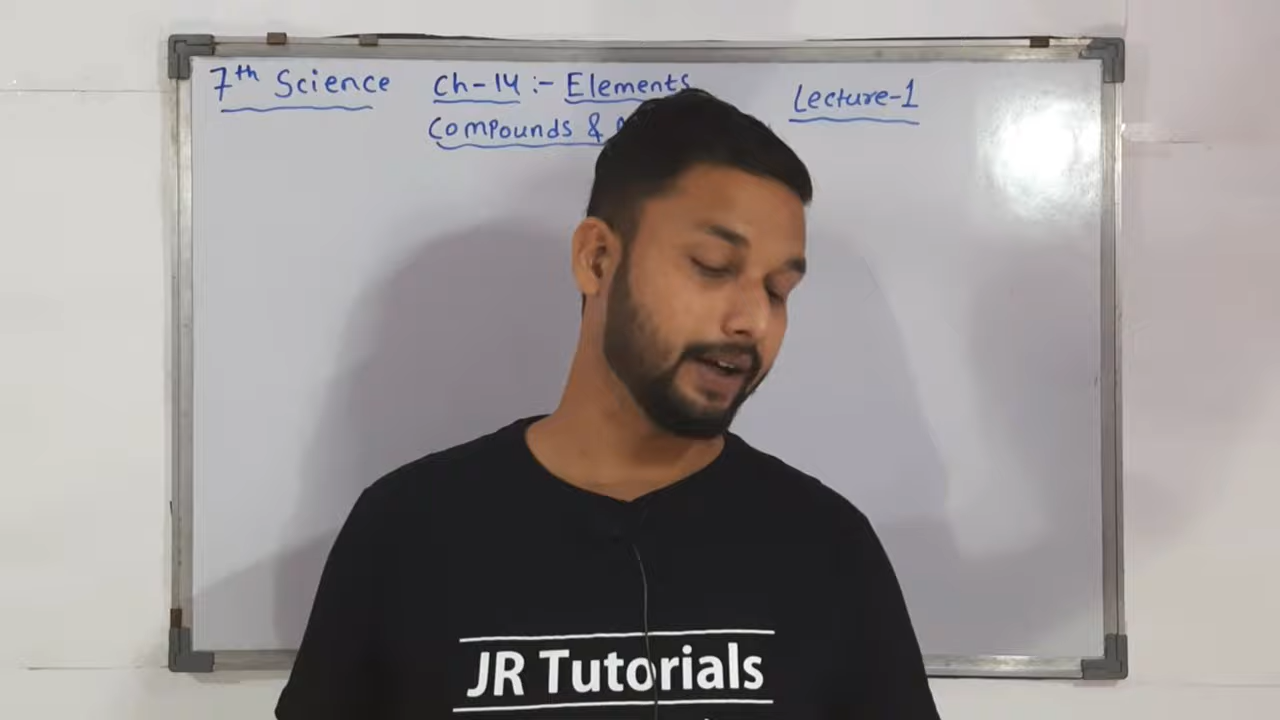 7th Science Ch-14 :- Elements Lecture-1
Compounds &
JR Tutorials